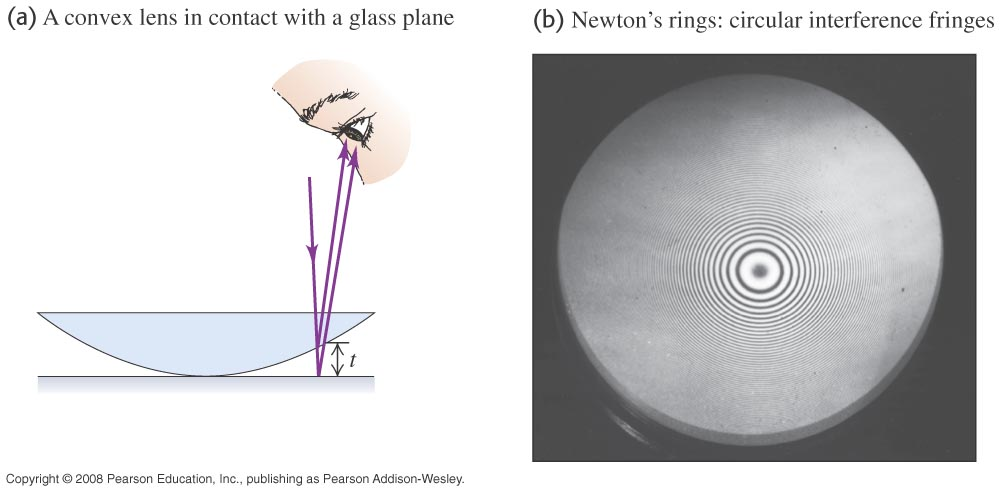 (a) A convex lens in contact with a glass plane
(b) Newton’s rings: circular interference fringes
t
Copyright © 2008 Pearson Education, Inc., publishing as Pearson Addison-Wesley.